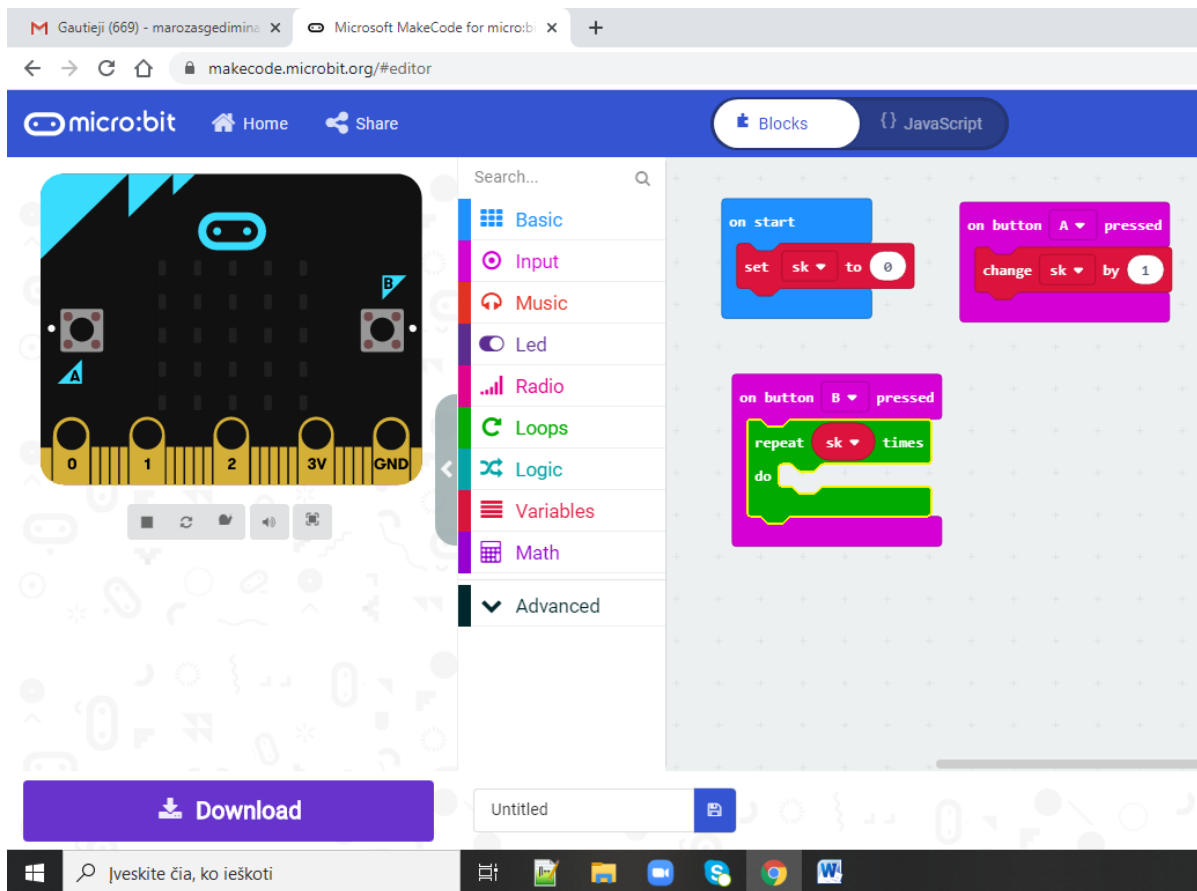 Gautieji (669) - marozasgedimina
Microsoft MakeCode for micro:bi
makecode.microbit.org/#editor
micro:bit
Home
Share
Blocks
{} JavaScript
B
A
0 1 2 3V GND
Search...
Basic
Input
Music
Led
Radio
Loops
Logic
Variables
Math
Advanced
on start
set sk to 0
on button A pressed
change sk by 1
on button B pressed
repeat sk times
do
Download
Untitled
Įveskite čia, ko ieškoti